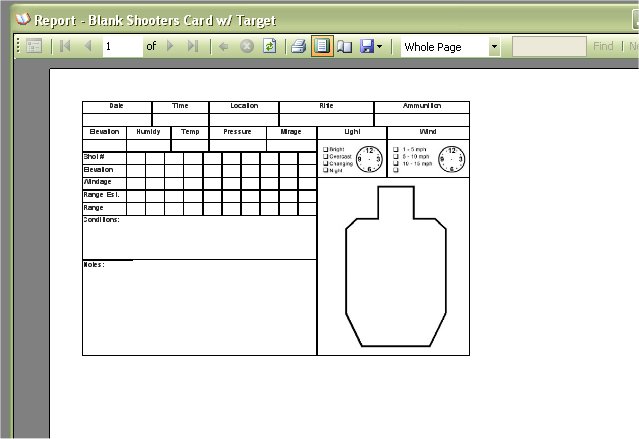 Report - Blank Shooters Card w/ Target
1 of Whole Page Find
Date Time Location Rifle Ammunition
Elevation Humidy Temp Pressure Mirage Light Wind
Bright
Overcast
Changing
Night
12
9 3
6
1 - 5 mph
5 - 10 mph
10 - 15 mph
12
9 3
6
Shot #
Elevation
Windage
Range Est.
Range
Conditions:
Notes: